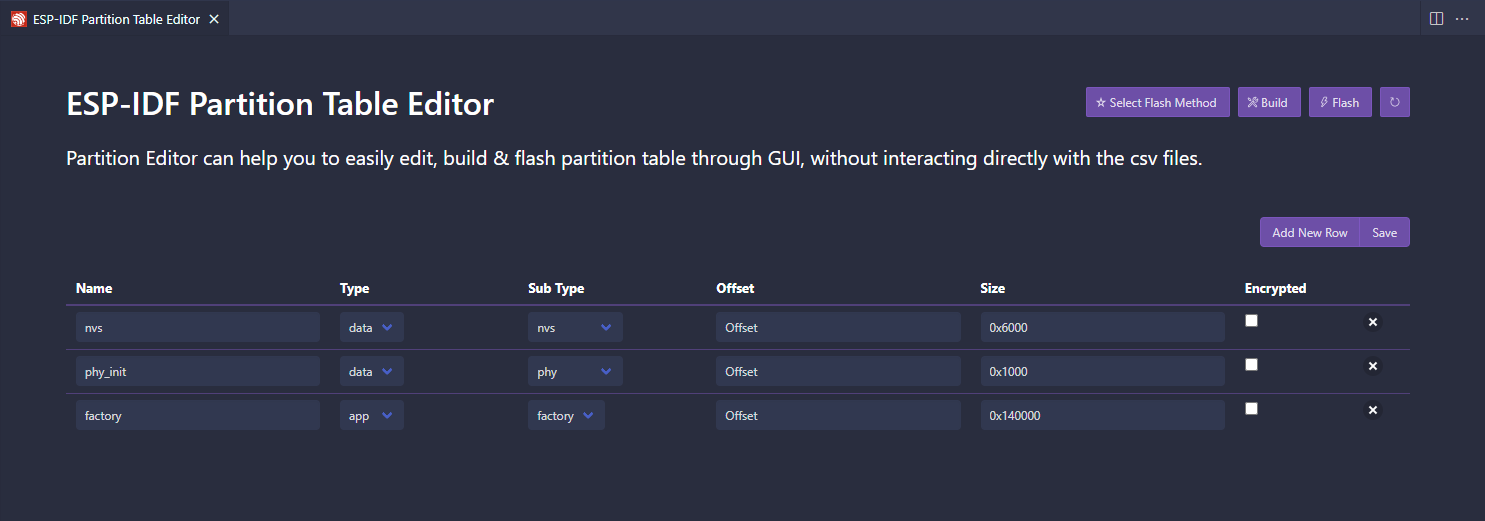 ESP-IDF Partition Table Editor
ESP-IDF Partition Table Editor
Select Flash Method Build Flash
Partition Editor can help you to easily edit, build & flash partition table through GUI, without interacting directly with the csv files.
Add New Row Save
Name Type Sub Type Offset Size Encrypted
nvs data nvs Offset 0x6000
phy_init data phy Offset 0x1000
factory app factory Offset 0x140000